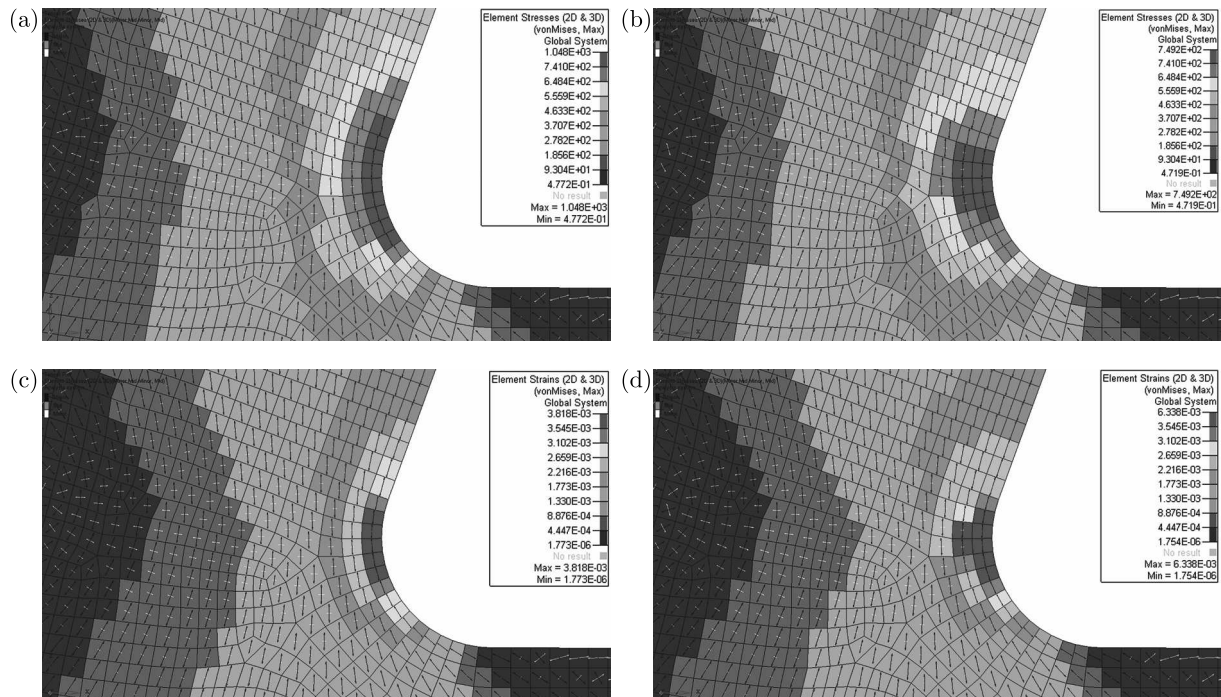 (a)
Element Stresses (2D & 3D)
(vonMises, Max)
Global System
1.048E+03
7.410E+02
6.484E+02
5.559E+02
4.633E+02
3.707E+02
2.782E+02
1.856E+02
9.304E+01
4.772E-01
No result
Max = 1.048E+03
Min = 4.772E-01
(b)
Element Stresses (2D & 3D)
(vonMises, Max)
Global System
7.492E+02
7.410E+02
6.484E+02
5.559E+02
4.633E+02
3.707E+02
2.782E+02
1.856E+02
9.304E+01
4.719E-01
No result
Max = 7.492E+02
Min = 4.719E-01
(c)
Element Strains (2D & 3D)
(vonMises, Max)
Global System
3.818E-03
3.545E-03
3.102E-03
2.659E-03
2.216E-03
1.773E-03
1.330E-03
8.876E-04
4.447E-04
1.773E-06
No result
Max = 3.818E-03
Min = 1.773E-06
(d)
Element Strains (2D & 3D)
(vonMises, Max)
Global System
6.338E-03
3.545E-03
3.102E-03
2.659E-03
2.216E-03
1.773E-03
1.330E-03
8.876E-04
4.447E-04
1.754E-06
No result
Max = 6.338E-03
Min = 1.754E-06